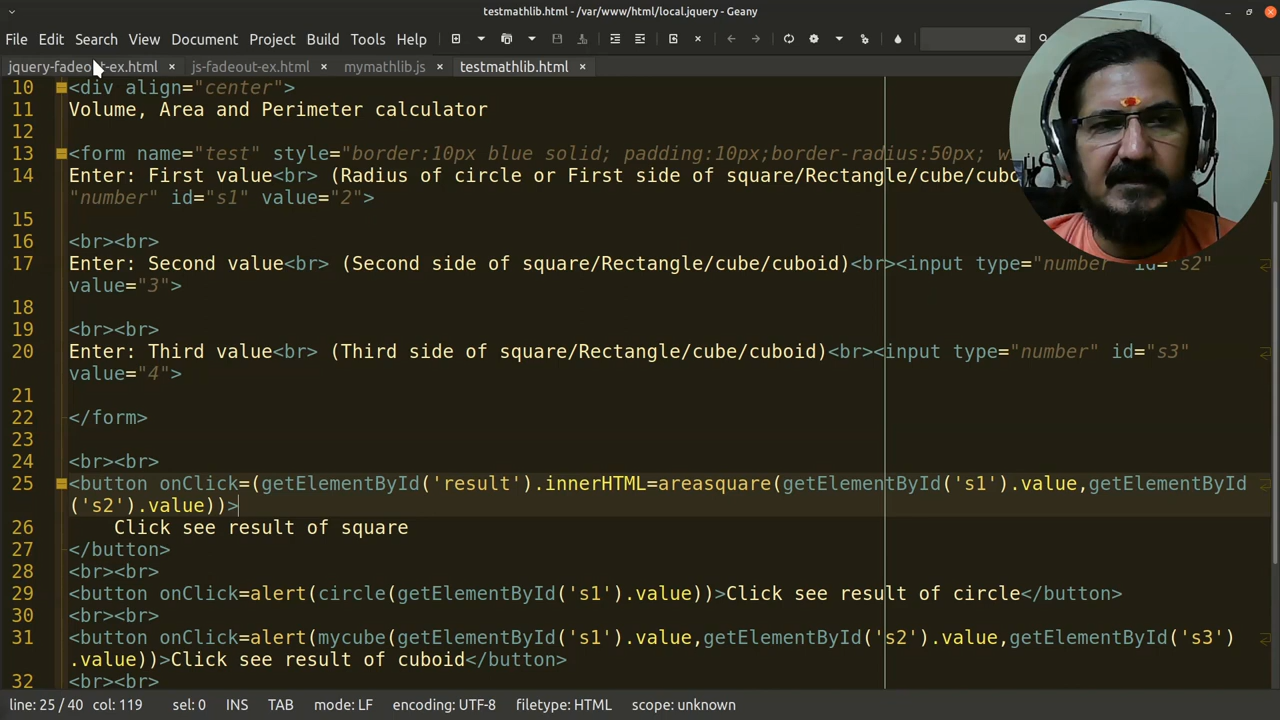 testmathlib.html - /var/www/html/local.jquery - Geany
File Edit Search View Document Project Build Tools Help
jquery-fadeout-ex.html × js-fadeout-ex.html × mymathlib.js × testmathlib.html ×
10 <div align="center">
11 Volume, Area and Perimeter calculator
12
13 <form name="test" style="border:10px blue solid; padding:10px;border-radius:50px;
14 Enter: First value<br> (Radius of circle or First side of square/Rectangle/cube/
"number" id="s1" value="2">
15
16 <br><br>
17 Enter: Second value<br> (Second side of square/Rectangle/cube/cuboid)<br><input type="number" id="s2"
value="3">
18
19 <br><br>
20 Enter: Third value<br> (Third side of square/Rectangle/cube/cuboid)<br><input type="number" id="s3"
value="4">
21
22 </form>
23
24 <br><br>
25 <button onClick=(getElementById('result').innerHTML=areasquare(getElementById('s1').value,getElementById
('s2').value))>
26 Click see result of square
27 </button>
28 <br><br>
29 <button onClick=alert(circle(getElementById('s1').value))>Click see result of circle</button>
30 <br><br>
31 <button onClick=alert(mycube(getElementById('s1').value,getElementById('s2').value,getElementById('s3')
.value))>Click see result of cuboid</button>
32 <br><br>
line: 25 / 40 col: 119 sel: 0 INS TAB mode: LF encoding: UTF-8 filetype: HTML scope: unknown